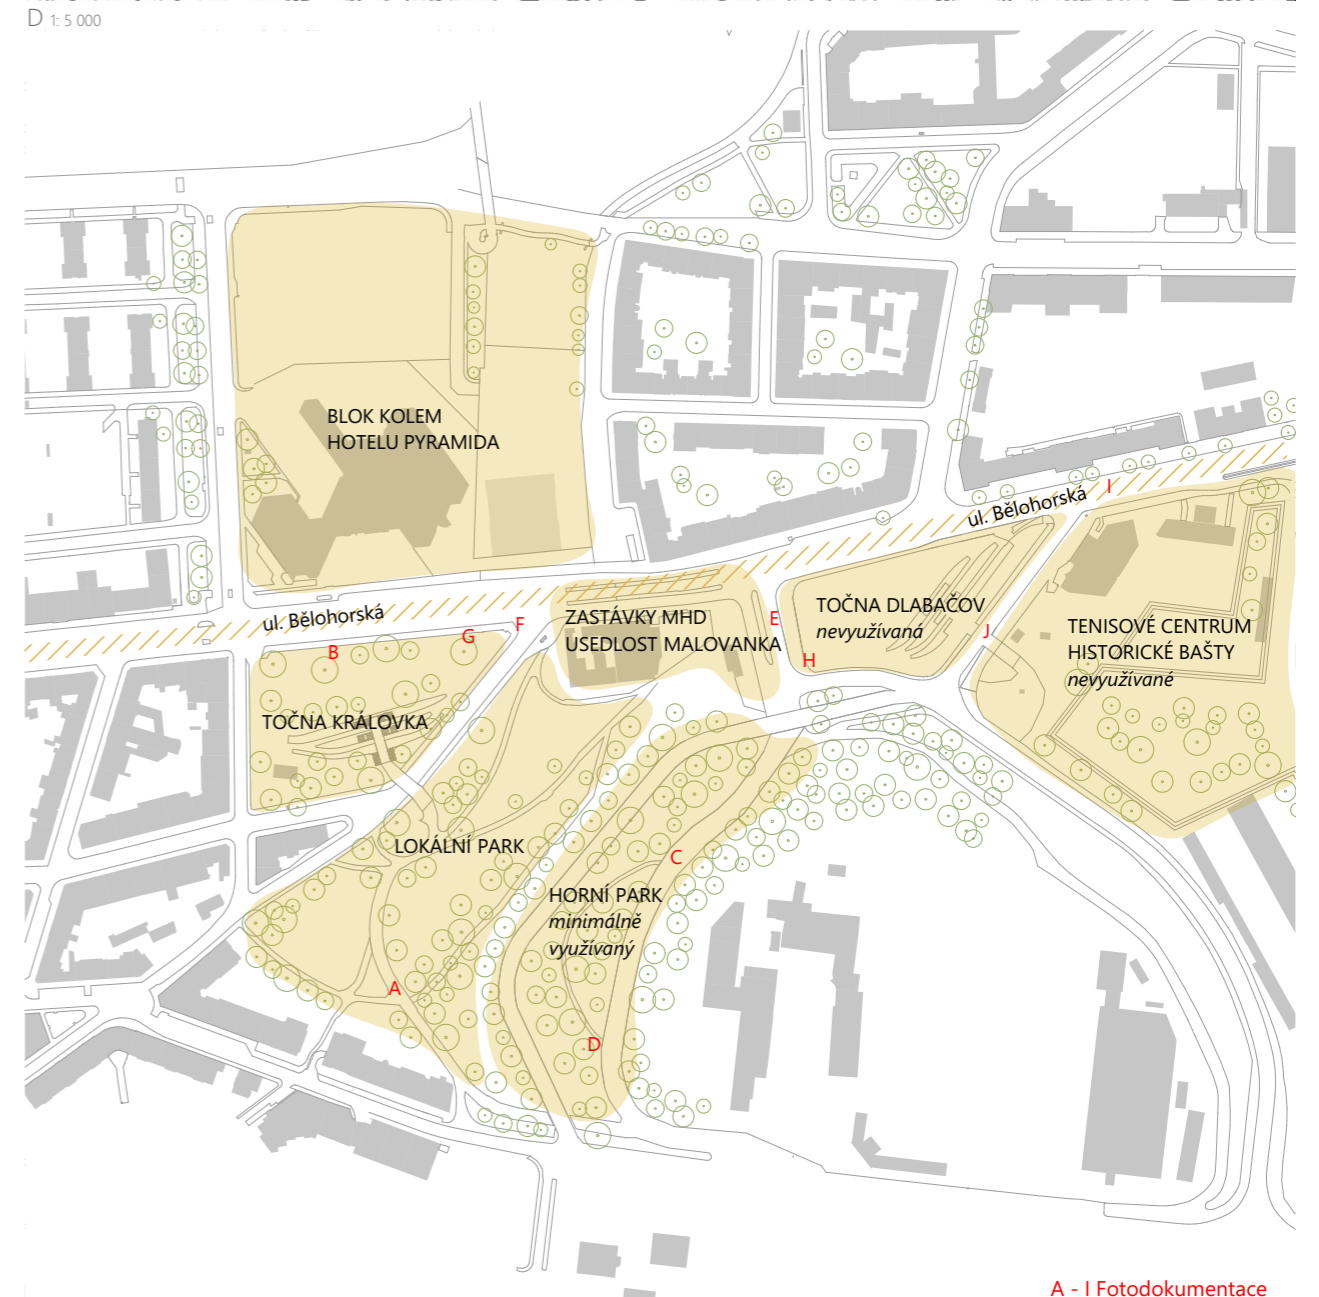 D 1: 5 000
BLOK KOLEM
HOTELU PYRAMIDA
ul. Bělohorská
I
ul. Bělohorská
ZASTÁVKY MHD
USEDLOST MALOVANKA
TOČNA DLABAČOV
nevyužívaná
TENISOVÉ CENTRUM
HISTORICKÉ BAŠTY
nevyužívané
E
F
G
B
H
J
TOČNA KRÁLOVKA
LOKÁLNÍ PARK
C
HORNÍ PARK
minimálně
využívaný
A
D
A - I Fotodokumentace